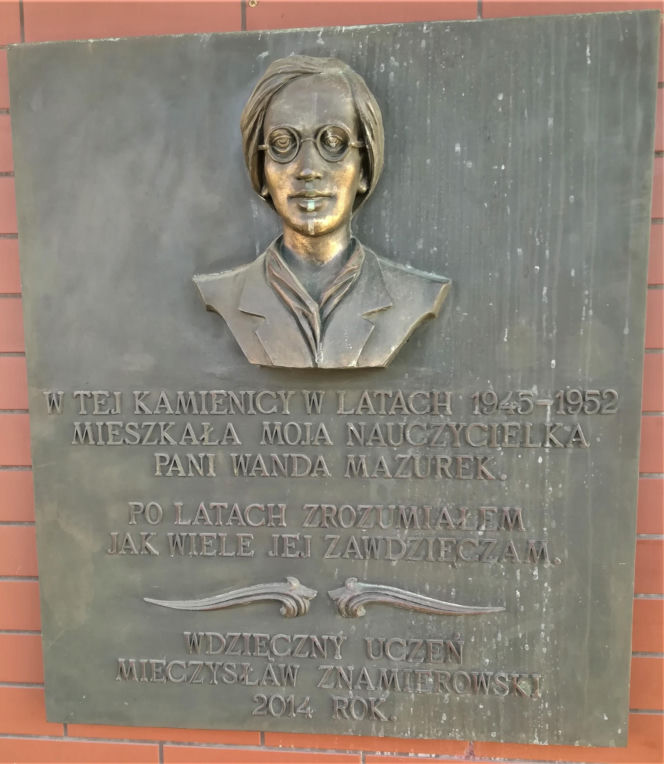 W TEJ KAMIENICY W LATACH 1945-1952
MIESZKAŁA MOJA NAUCZYCIELKA
PANI WANDA MAZUREK.
PO LATACH ZROZUMIAŁEM
JAK WIELE JEJ ZAWDZIĘCZAM.
WDZIĘCZNY UCZEŃ
MIECZYSŁAW ZNAMIEROWSKI
2014 ROK.